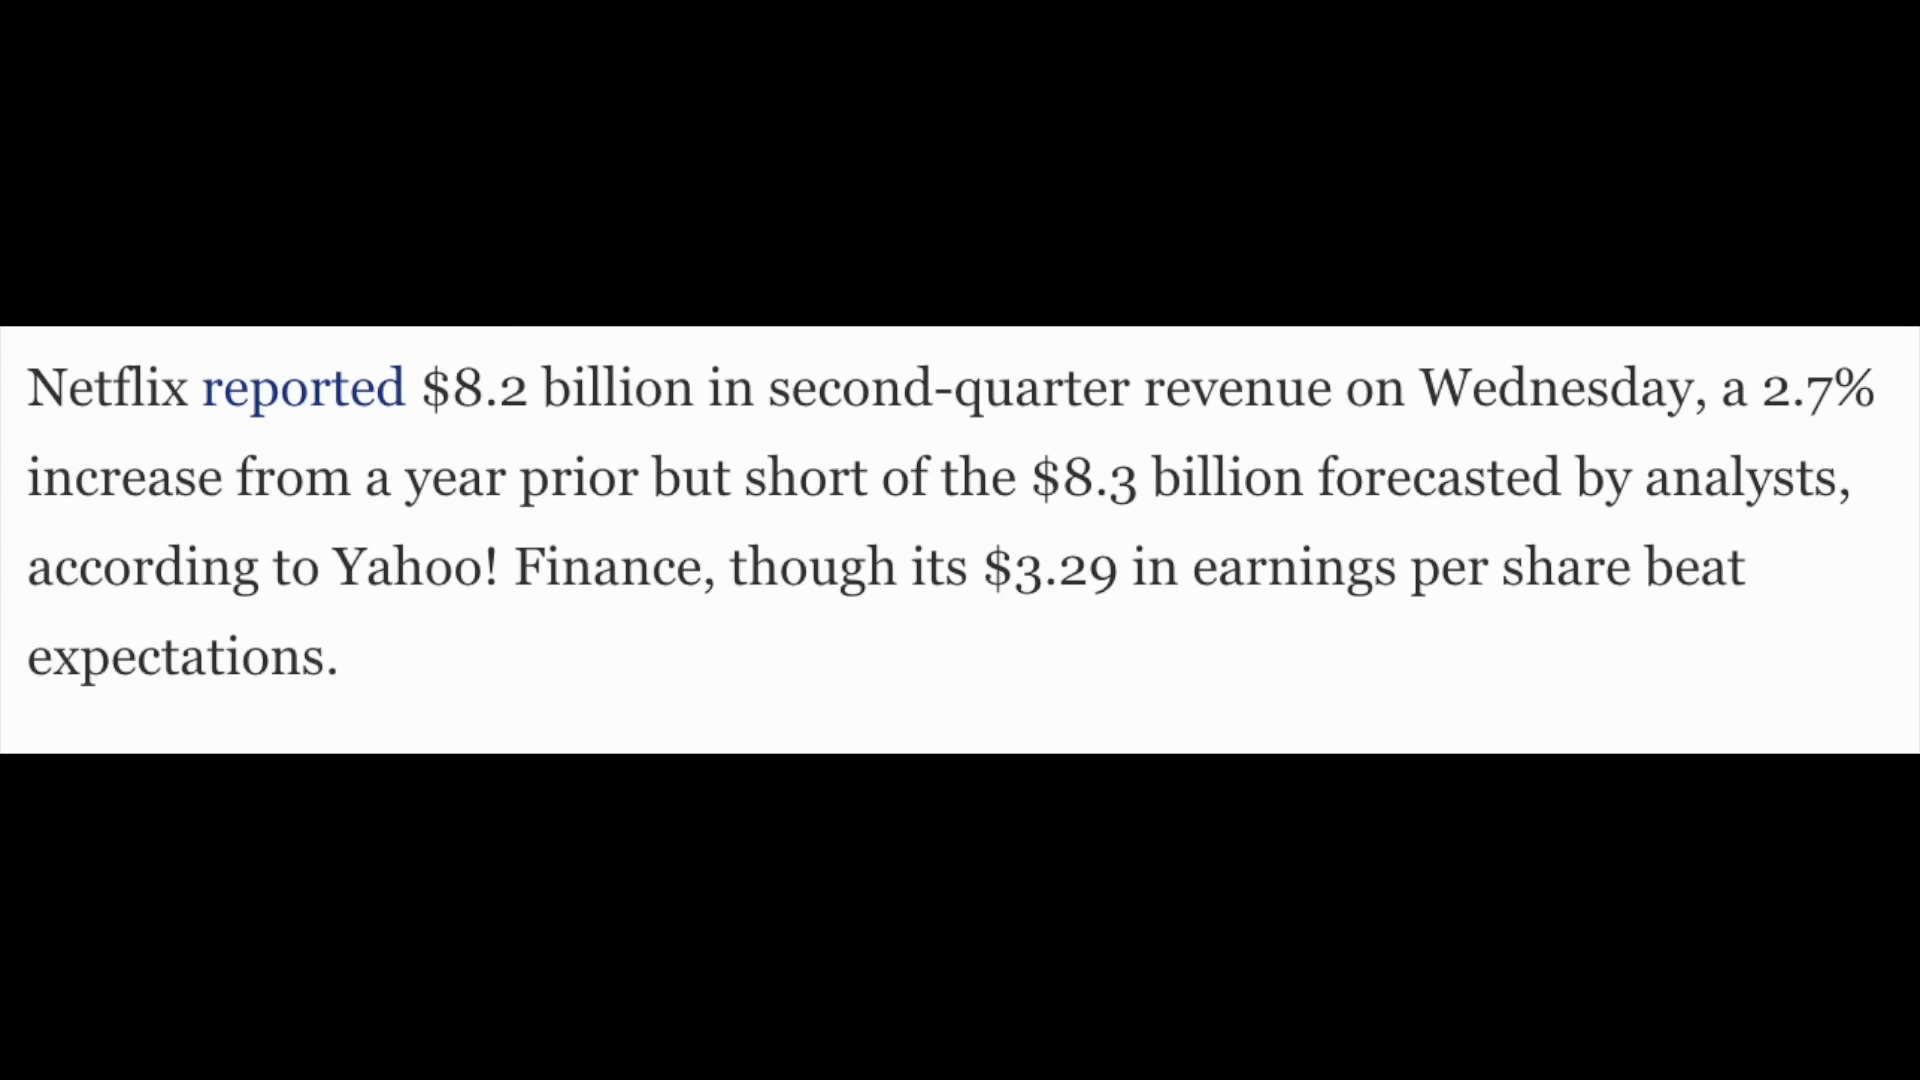 Netflix reported $8.2 billion in second-quarter revenue on Wednesday, a 2.7%
increase from a year prior but short of the $8.3 billion forecasted by analysts,
according to Yahoo! Finance, though its $3.29 in earnings per share beat
expectations.